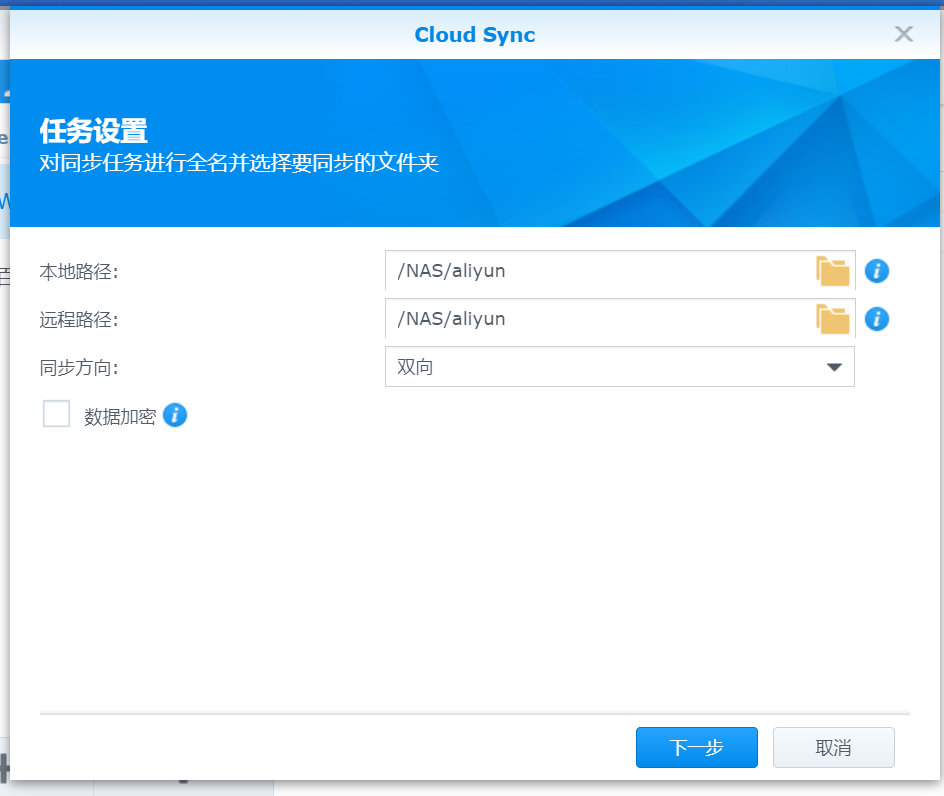 Cloud Sync
任务设置
对同步任务进行全名并选择要同步的文件夹
本地路径: /NAS/aliyun
远程路径: /NAS/aliyun
同步方向: 双向
数据加密
下一步 取消